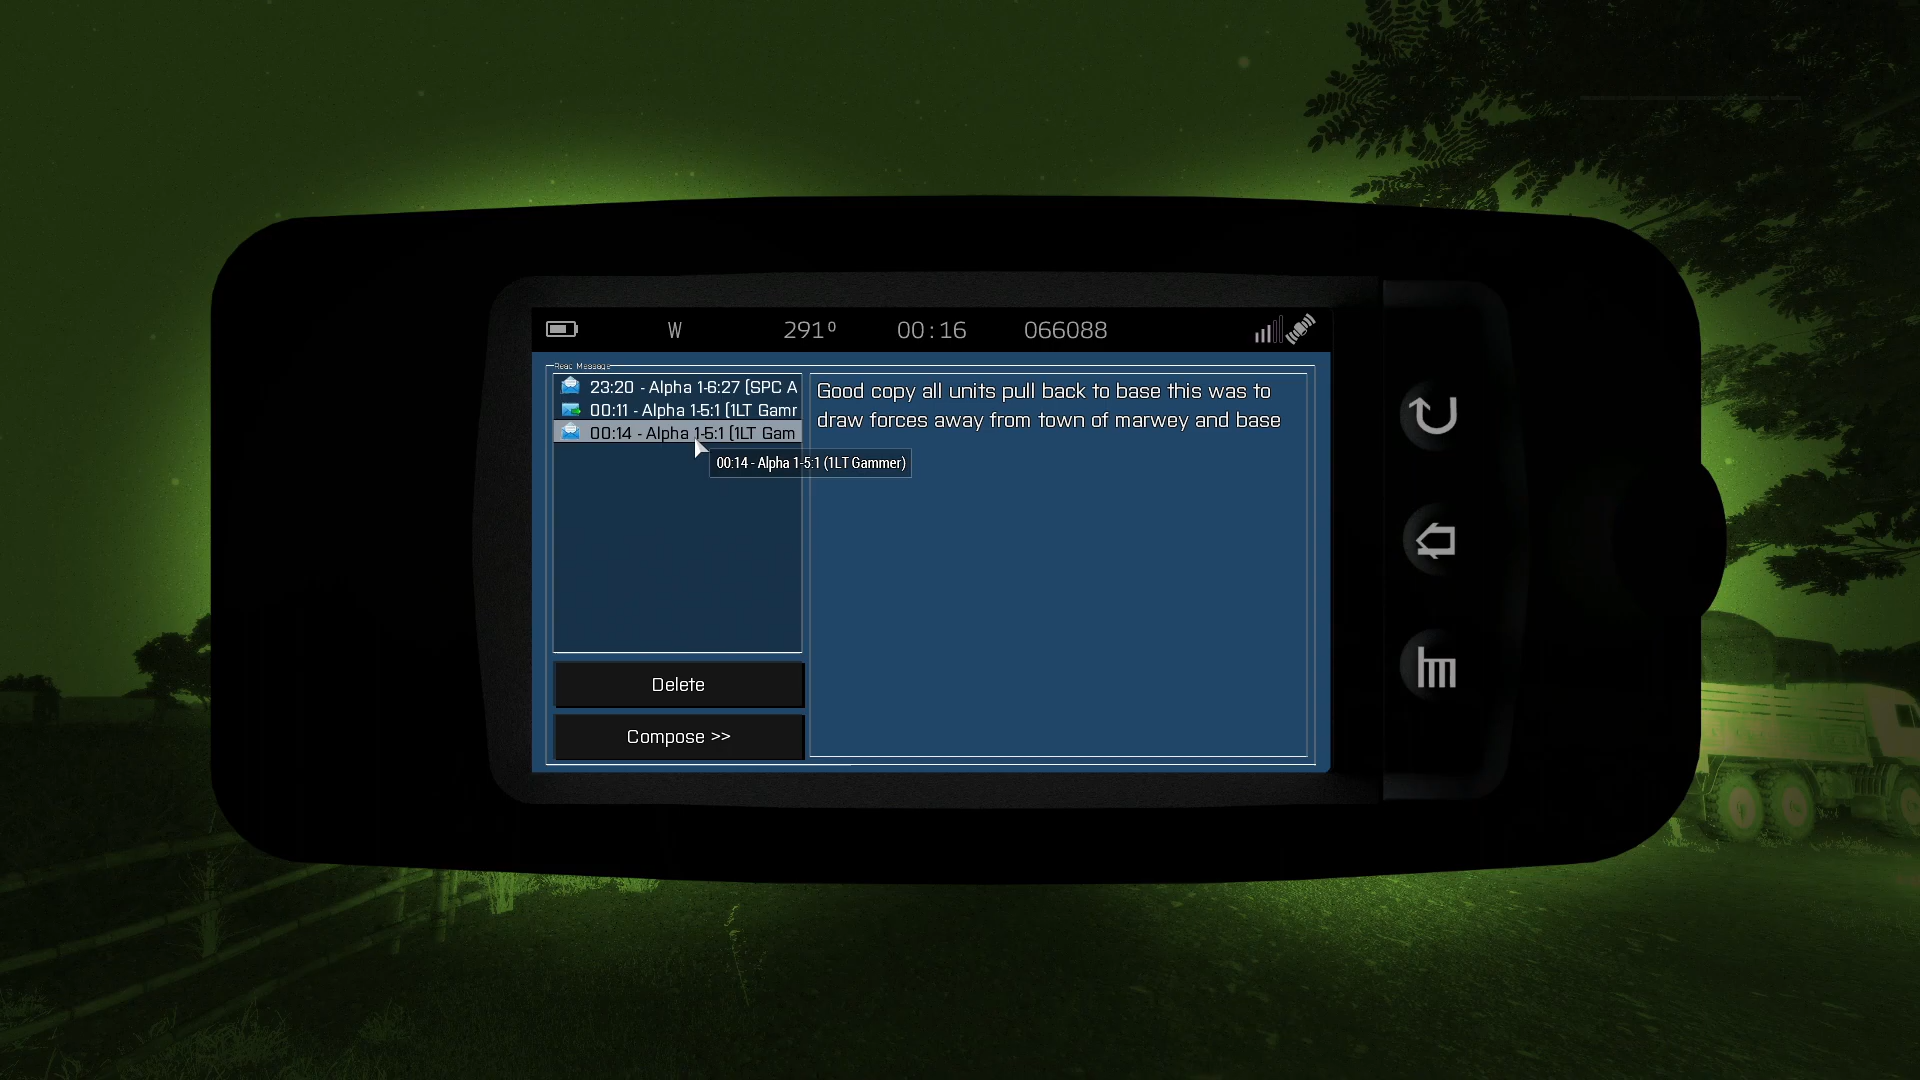 W 291° 00:16 066088
Read Message
23:20 - Alpha 1-6:27 (SPC A
00:11 - Alpha 1-5:1 (1LT Gamr
00:14 - Alpha 1-5:1 (1LT Gam
00:14 - Alpha 1-5:1 (1LT Gammer)
Good copy all units pull back to base this was to
draw forces away from town of marwey and base
Delete
Compose >>